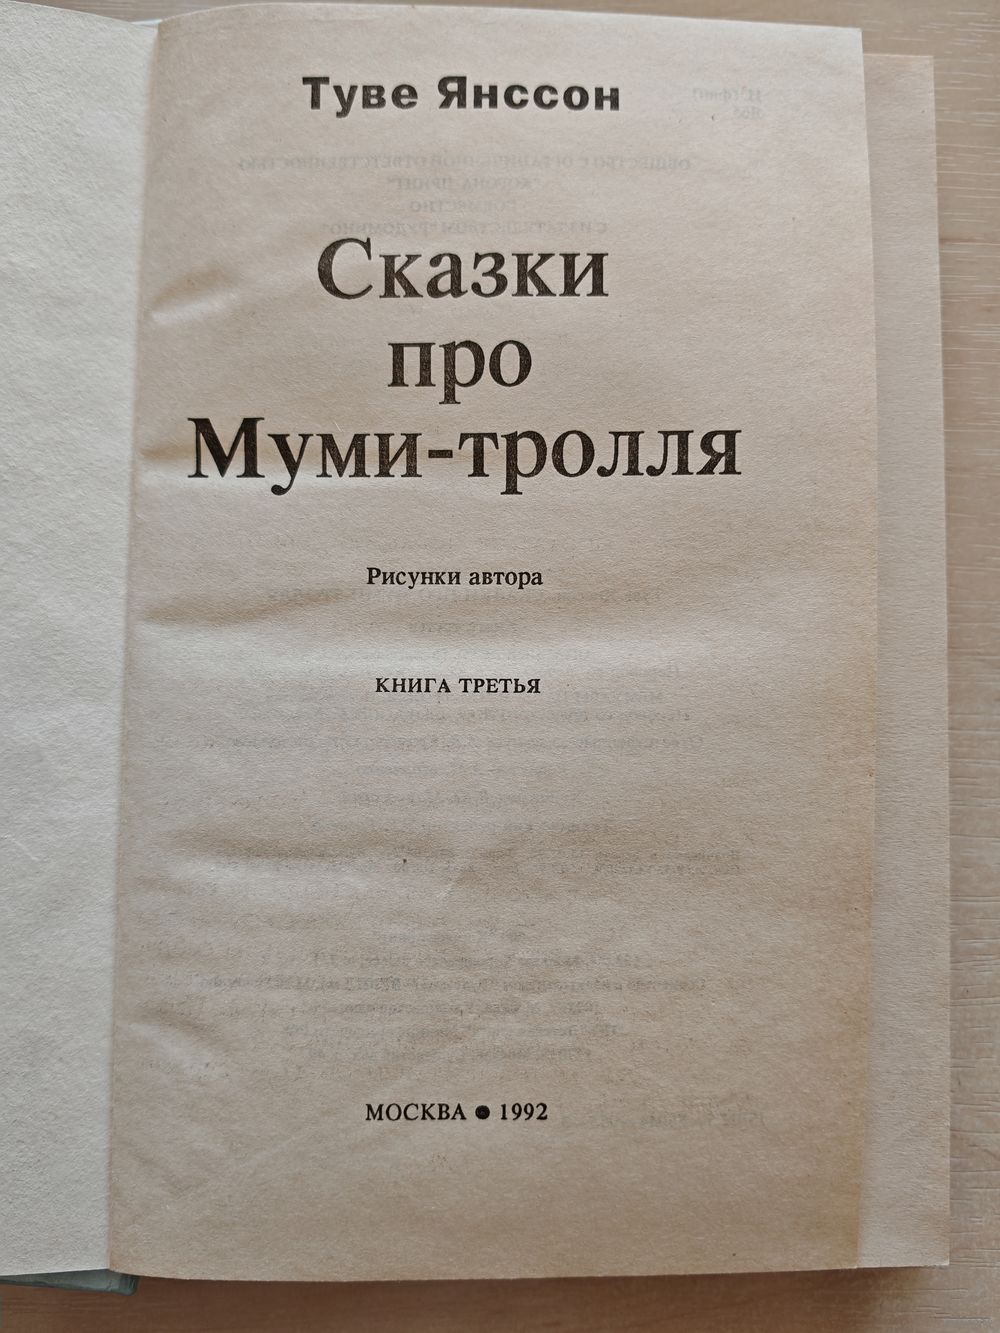 Туве Янссон
Сказки
про
Муми-тролля
Рисунки автора
КНИГА ТРЕТЬЯ
МОСКВА ● 1992